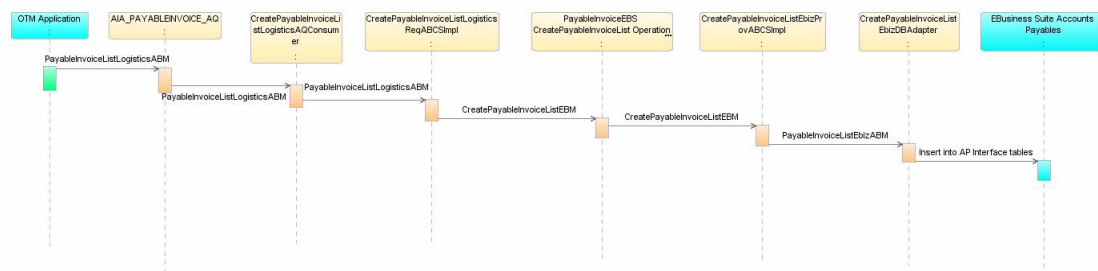 OTM Application
:
AIA_PAYABLEINVOICE_AQ
:
CreatePayableInvoiceLi
stLogisticsAQConsum
er
:
CreatePayableInvoiceListLogistics
ReqABCSImpl
:
PayableInvoiceEBS
CreatePayableInvoiceList Operation
...
:
CreatePayableInvoiceListEbizPr
ovABCSImpl
:
CreatePayableInvoiceList
EbizDBAdapter
:
EBusiness Suite Accounts
Payables
:
PayableInvoiceListLogisticsABM
PayableInvoiceListLogisticsABM
PayableInvoiceListLogisticsABM
CreatePayableInvoiceListEBM
CreatePayableInvoiceListEBM
PayableInvoiceListEbizABM
Insert into AP Interface tables